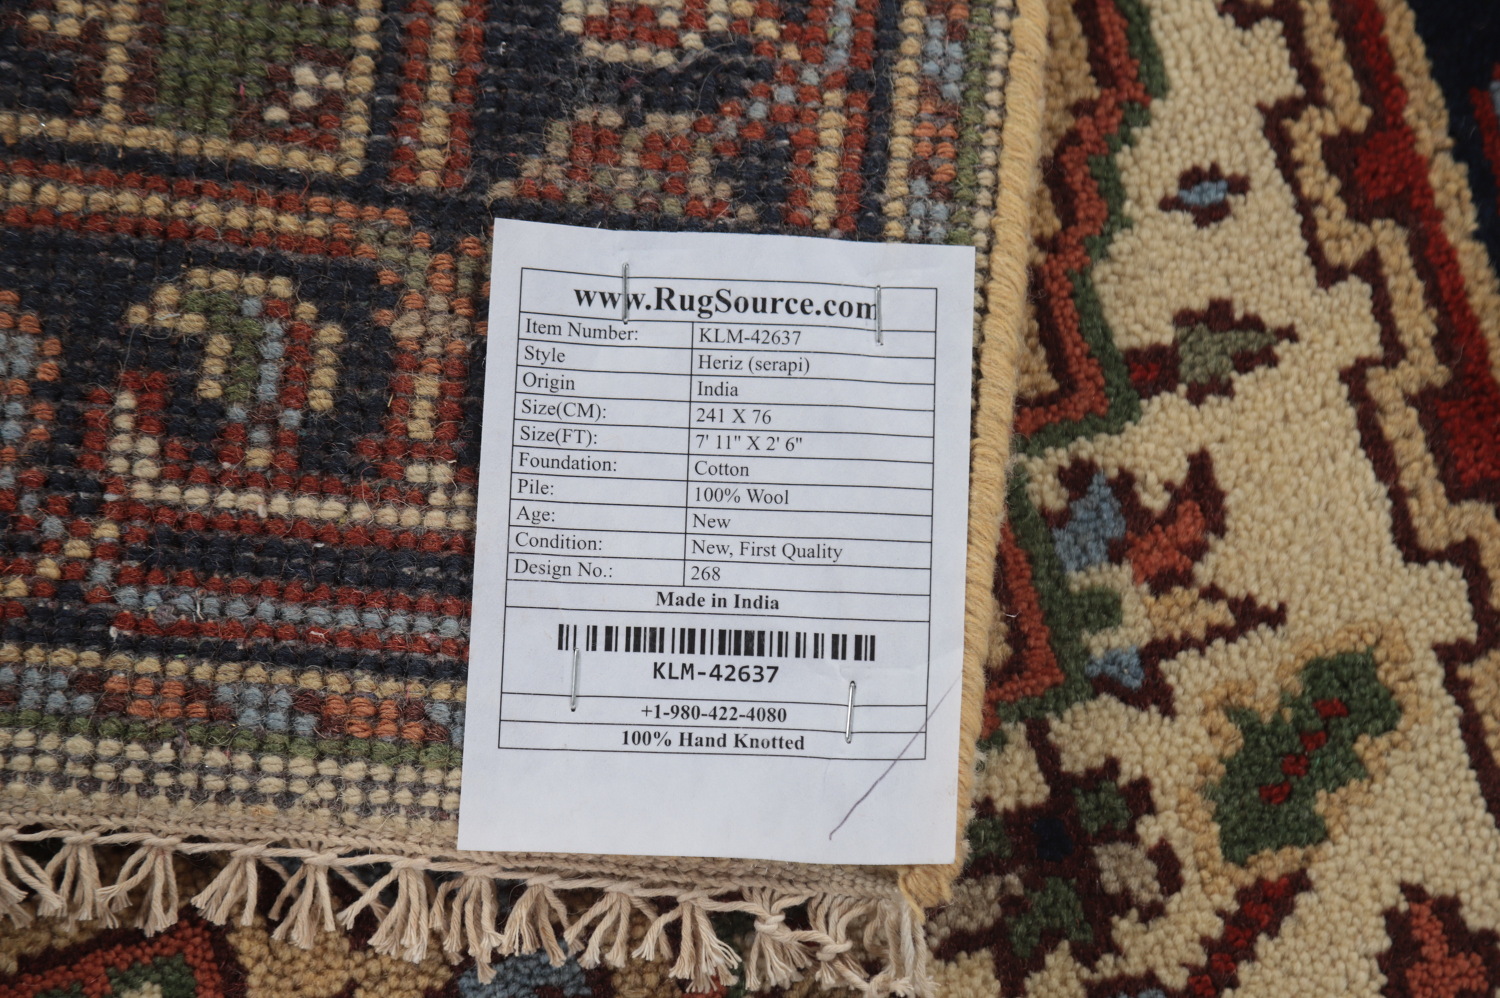 www.RugSource.com
Item Number: KLM-42637
Style Heriz (serapi)
Origin India
Size(CM): 241 X 76
Size(FT): 7' 11" X 2' 6"
Foundation: Cotton
Pile: 100% Wool
Age: New
Condition: New, First Quality
Design No.: 268
Made in India
KLM-42637
+1-980-422-4080
100% Hand Knotted